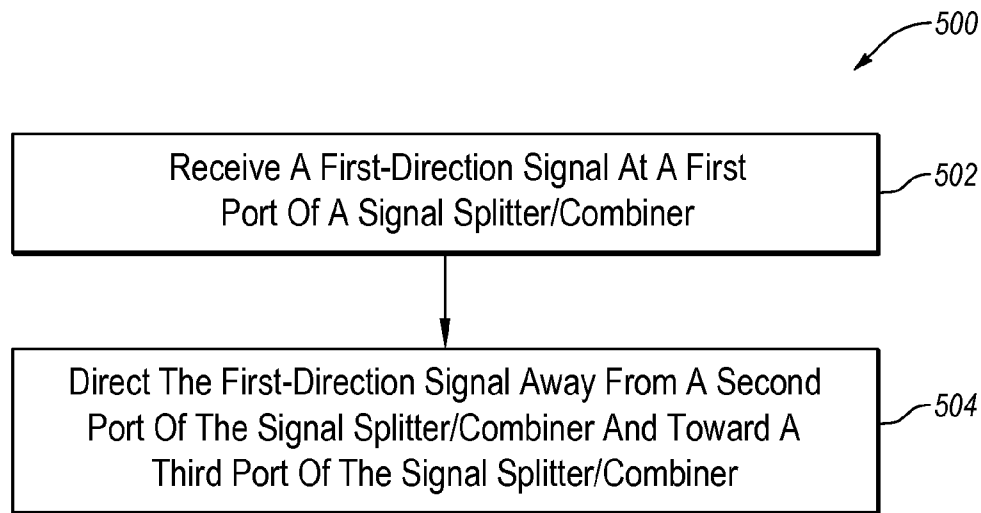 500
Receive A First-Direction Signal At A First
Port Of A Signal Splitter/Combiner
502
Direct The First-Direction Signal Away From A Second
Port Of The Signal Splitter/Combiner And Toward A
Third Port Of The Signal Splitter/Combiner
504